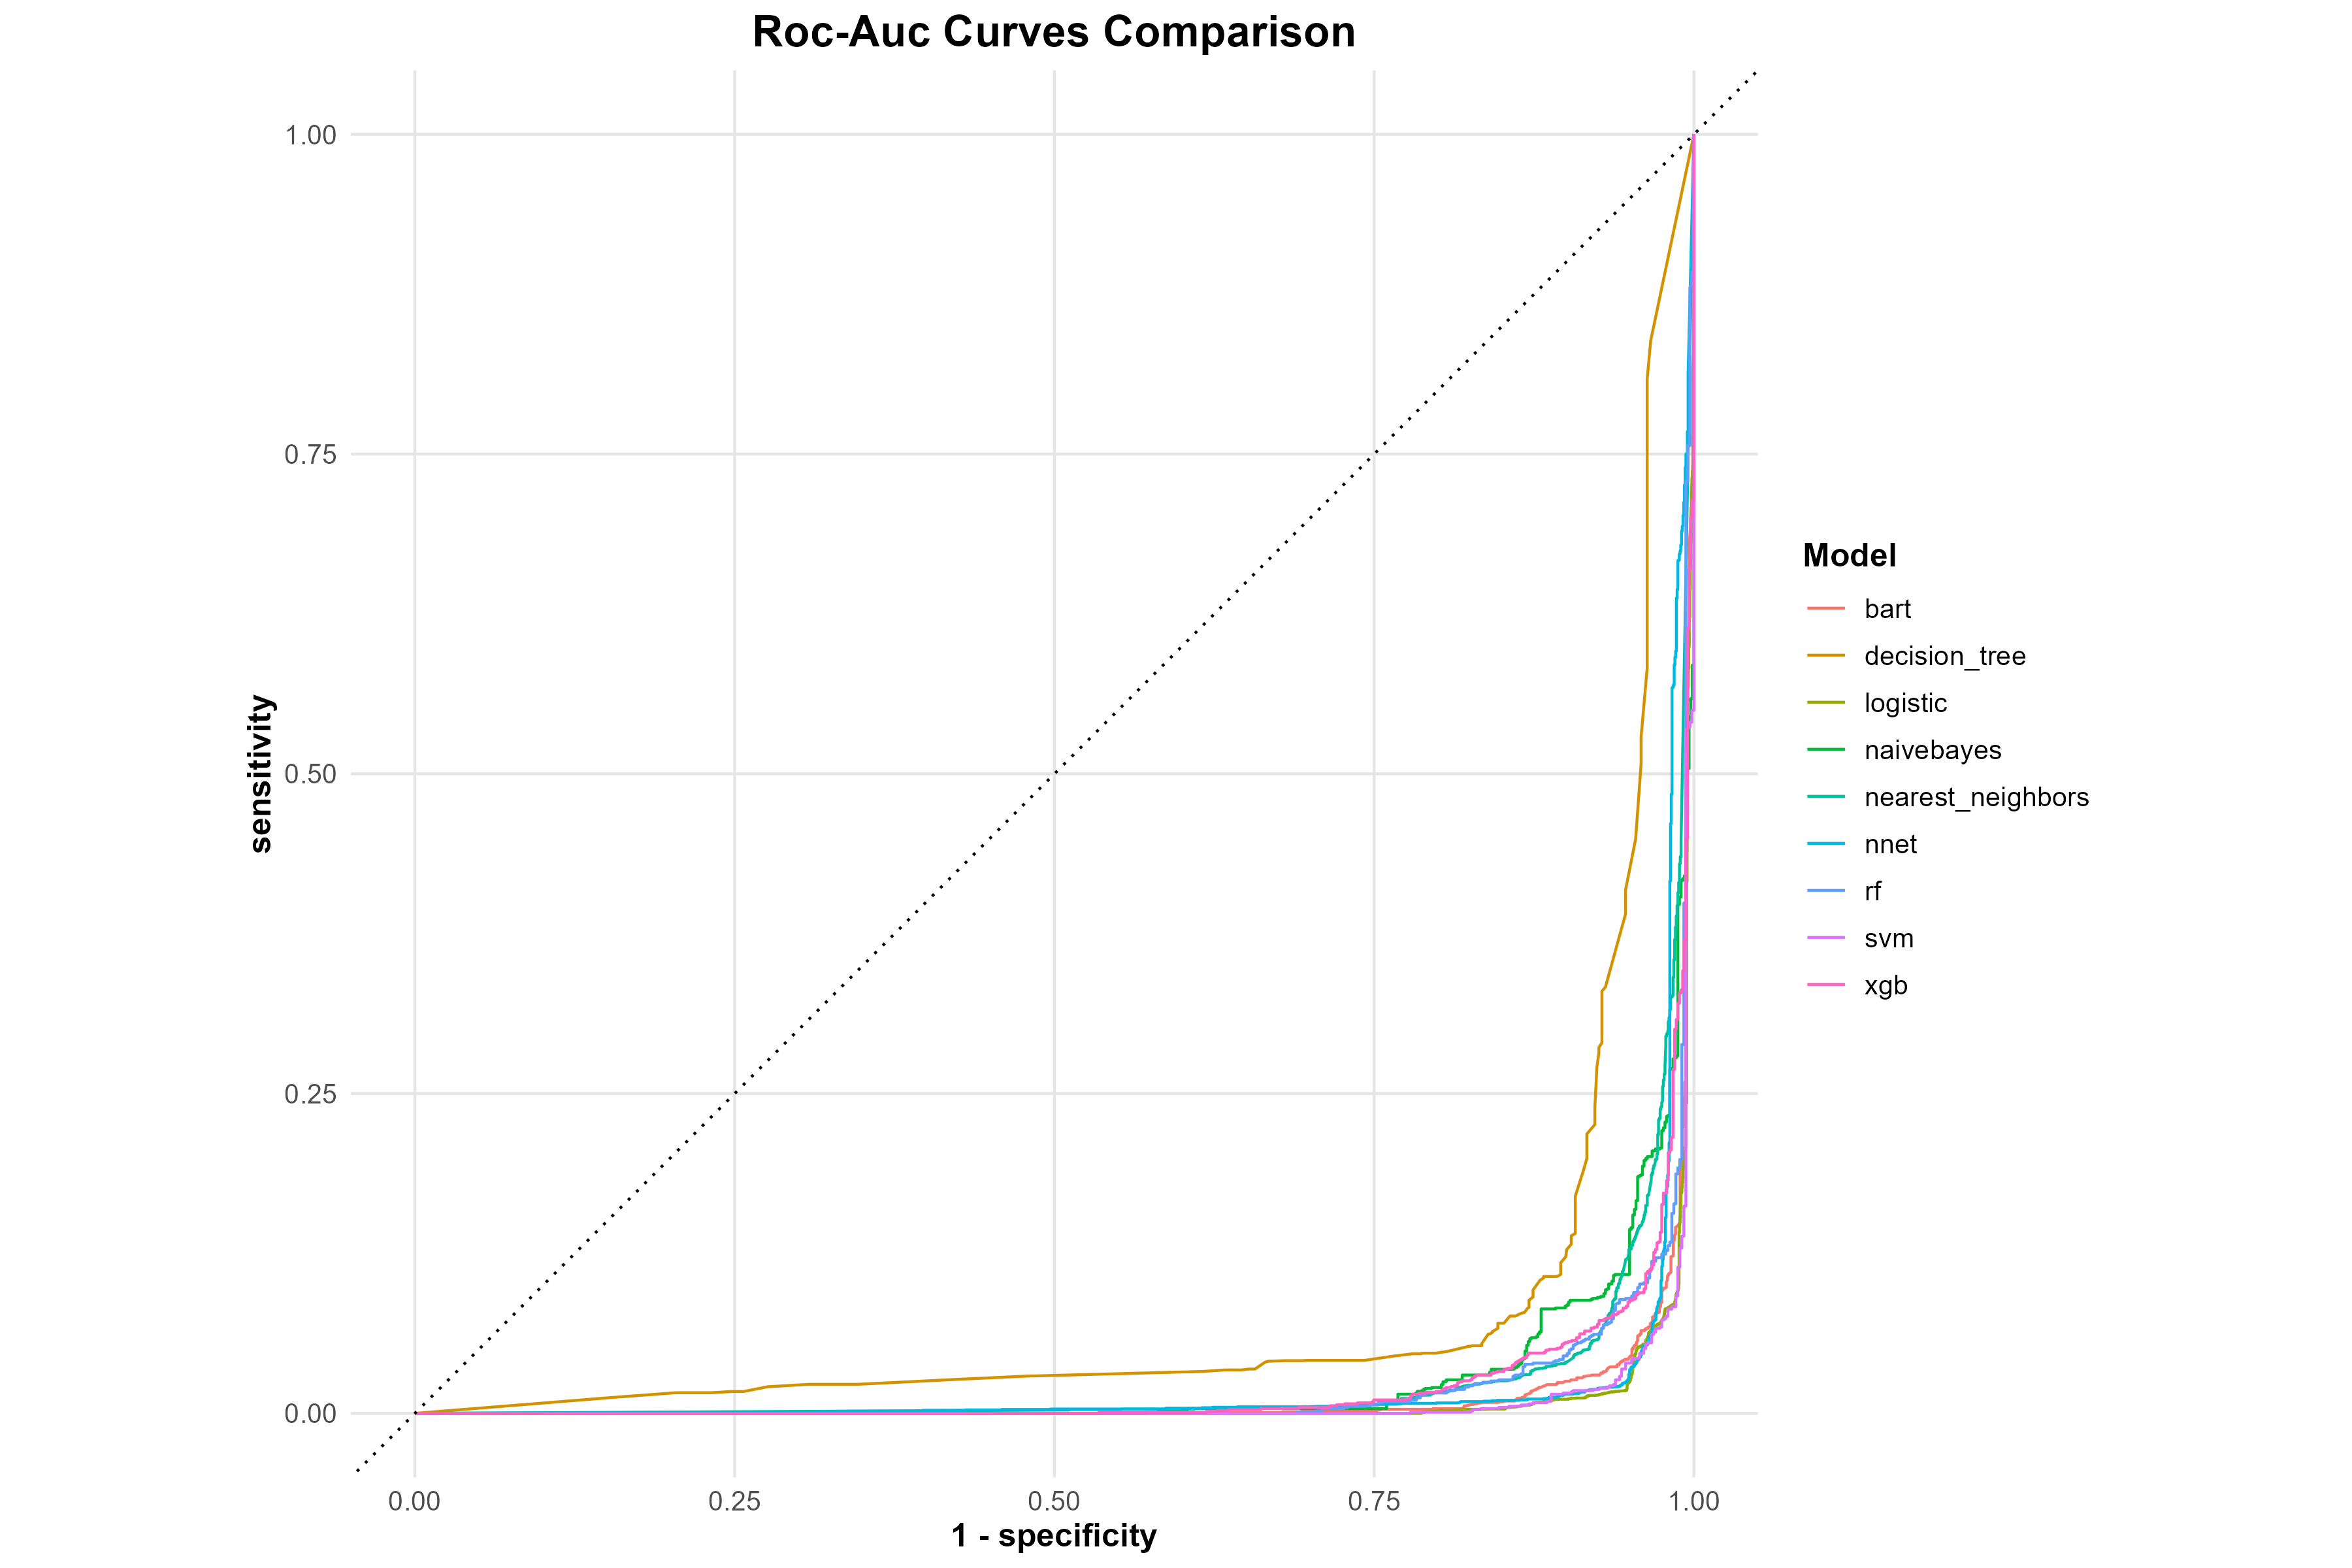 Roc-Auc Curves Comparison
1.00
0.75
0.50
0.25
0.00
sensitivity
0.00
0.25
0.50
0.75
1.00
1 - specificity
Model
bart
decision_tree
logistic
naivebayes
nearest_neighbors
nnet
rf
svm
xgb